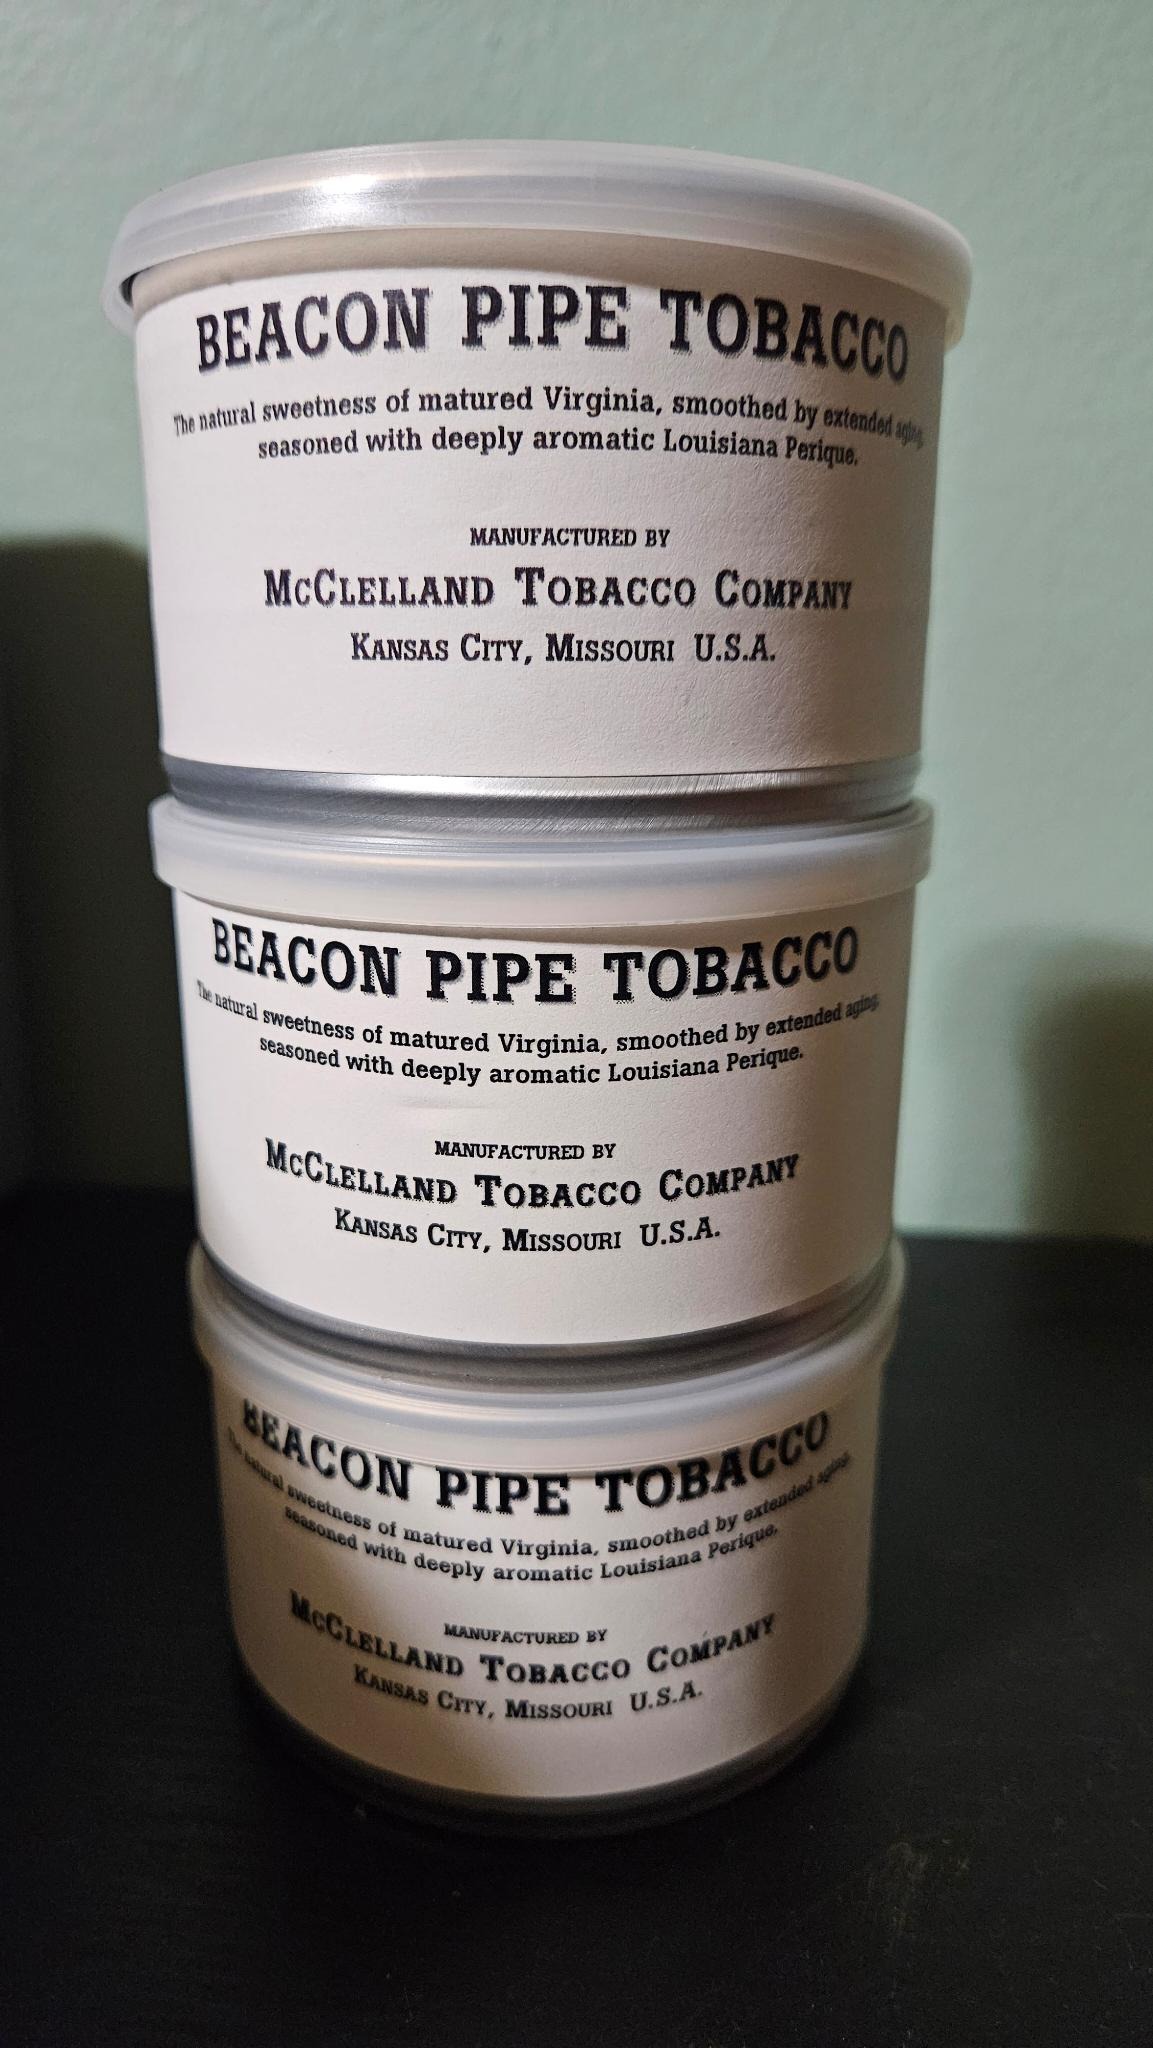 BEACON PIPE TOBACCO
The natural sweetness of matured Virginia, smoothed by extended aging,
seasoned with deeply aromatic Louisiana Perique.
MANUFACTURED BY
MCCLELLAND TOBACCO COMPANY
KANSAS CITY, MISSOURI U.S.A.
BEACON PIPE TOBACCO
The natural sweetness of matured Virginia, smoothed by extended aging,
seasoned with deeply aromatic Louisiana Perique.
MANUFACTURED BY
MCCLELLAND TOBACCO COMPANY
KANSAS CITY, MISSOURI U.S.A.
BEACON PIPE TOBACCO
The natural sweetness of matured Virginia, smoothed by extended aging,
seasoned with deeply aromatic Louisiana Perique.
MANUFACTURED BY
MCCLELLAND TOBACCO COMPANY
KANSAS CITY, MISSOURI U.S.A.